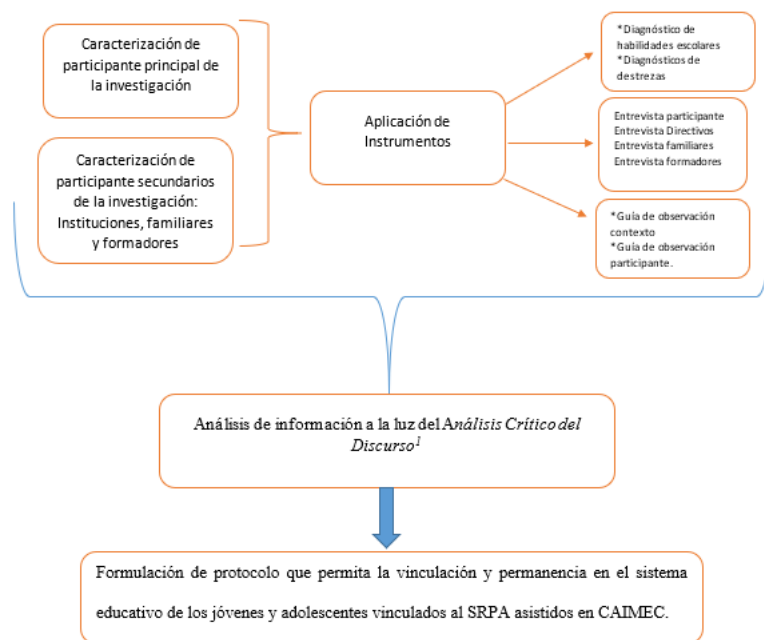 Caracterización de
participante principal de
la investigación
Caracterización de
participante secundarios
de la investigación:
Instituciones, familiares
y formadores
Aplicación de
Instrumentos
*Diagnóstico de
habilidades escolares
*Diagnósticos de
destrezas
Entrevista participante
Entrevista Directivos
Entrevista familiares
Entrevista formadores
*Guía de observación
contexto
*Guía de observación
participante.
Análisis de información a la luz del Análisis Crítico del
Discurso¹
Formulación de protocolo que permita la vinculación y permanencia en el sistema
educativo de los jóvenes y adolescentes vinculados al SRPA asistidos en CAIMEC.